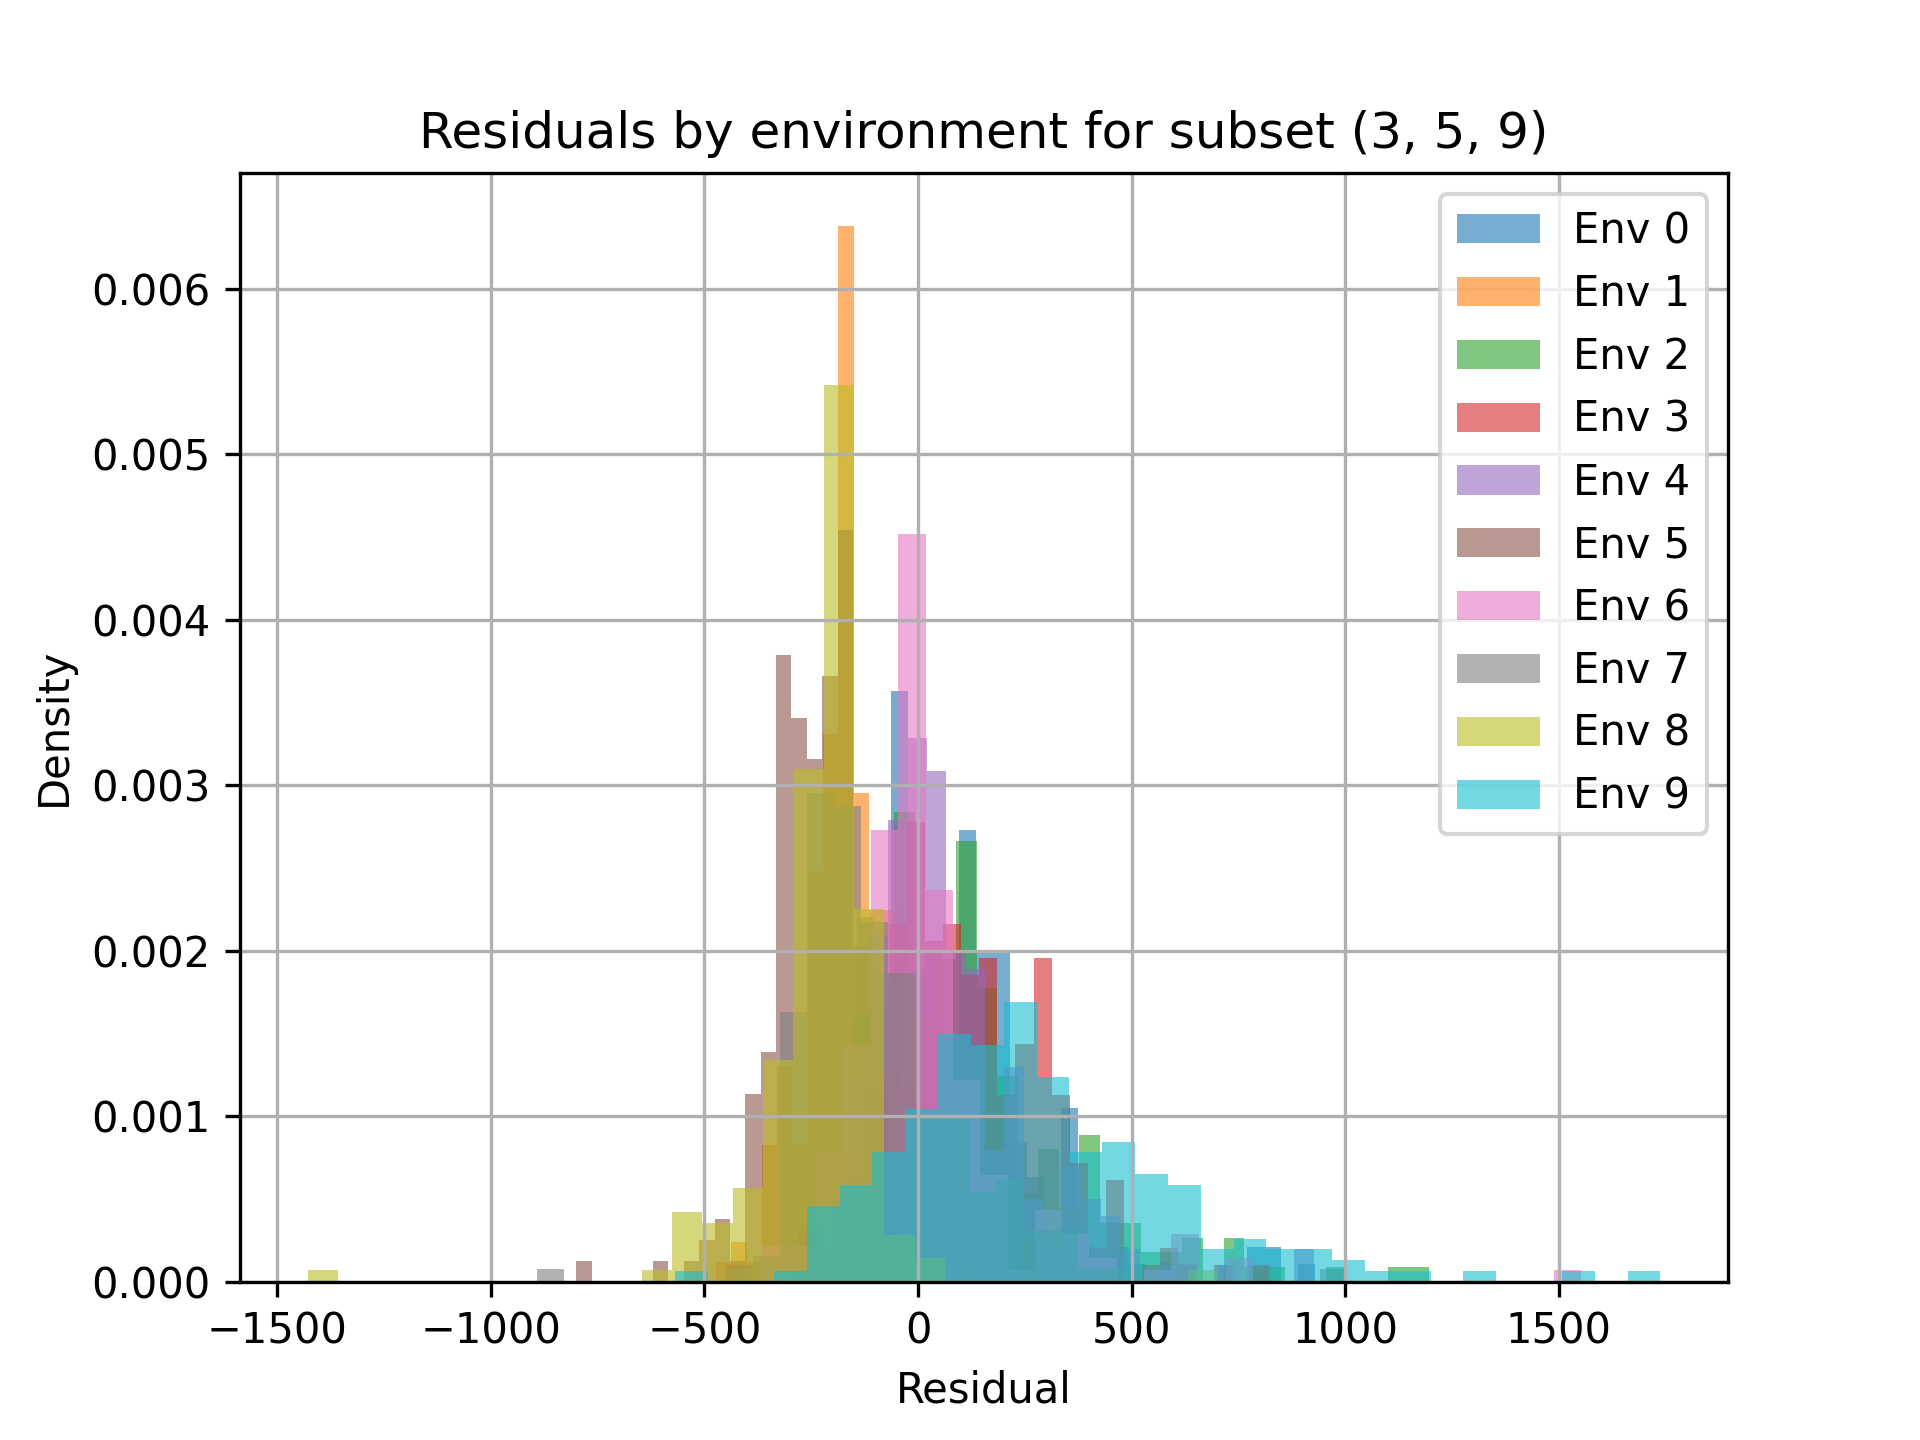 Residuals by environment for subset (3, 5, 9)
Env 0
Env 1
Env 2
Env 3
Env 4
Env 5
Env 6
Env 7
Env 8
Env 9
0.006
0.005
0.004
0.003
0.002
0.001
0.000
Density
−1500
−1000
−500
0
500
1000
1500
Residual